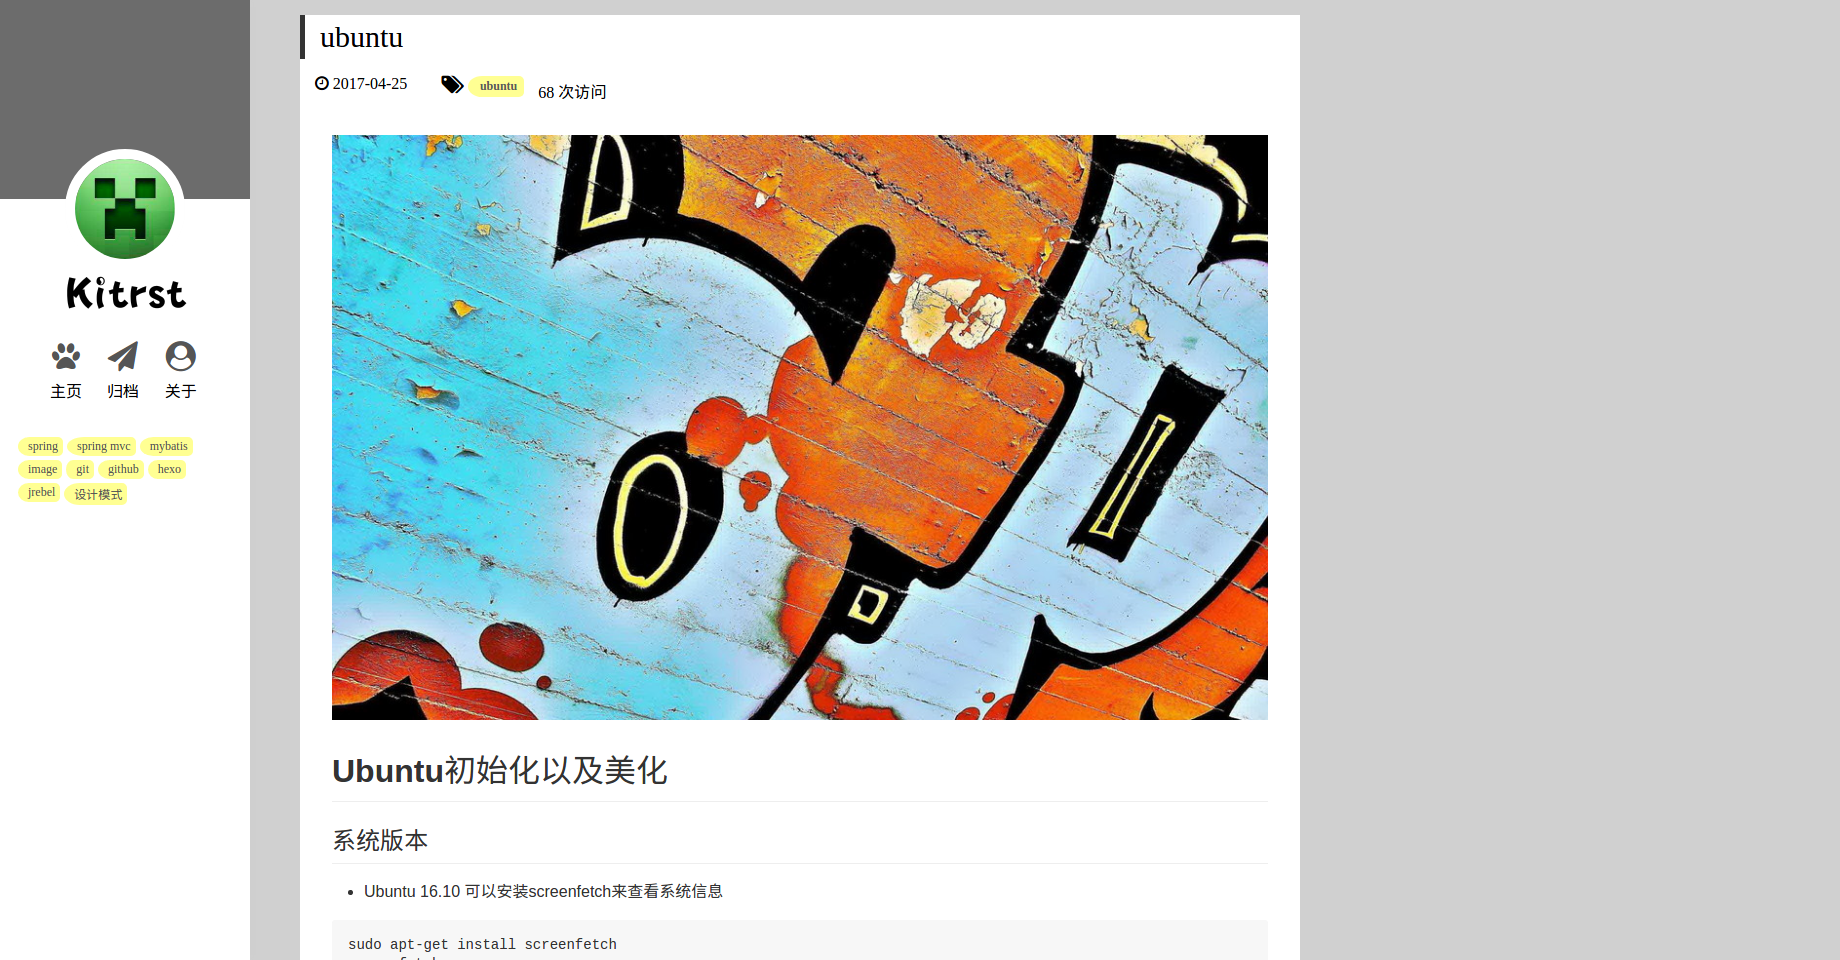 Kitrst
主页 归档 关于
spring spring mvc mybatis
image git github hexo
jrebel 设计模式
ubuntu
2017-04-25 ubuntu 68 次访问
Ubuntu初始化以及美化
系统版本
Ubuntu 16.10 可以安装screenfetch来查看系统信息
sudo apt-get install screenfetch